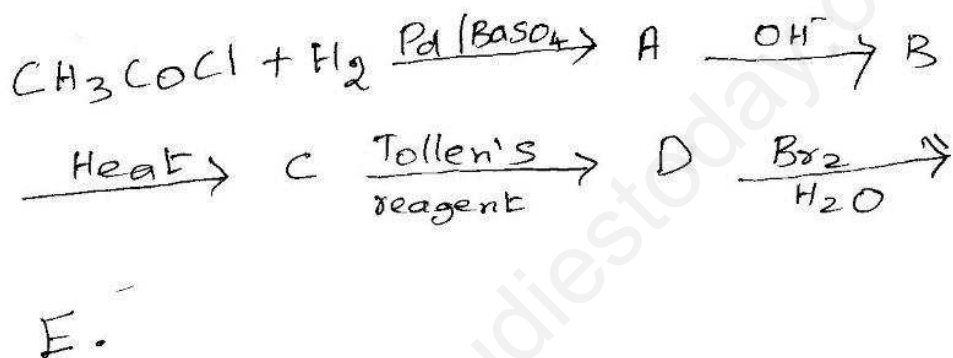 CH3COCl + H2 Pd/BaSO4 → A OH⁻ → B
Heat → C Tollen's reagent → D Br2 H2O →
E.